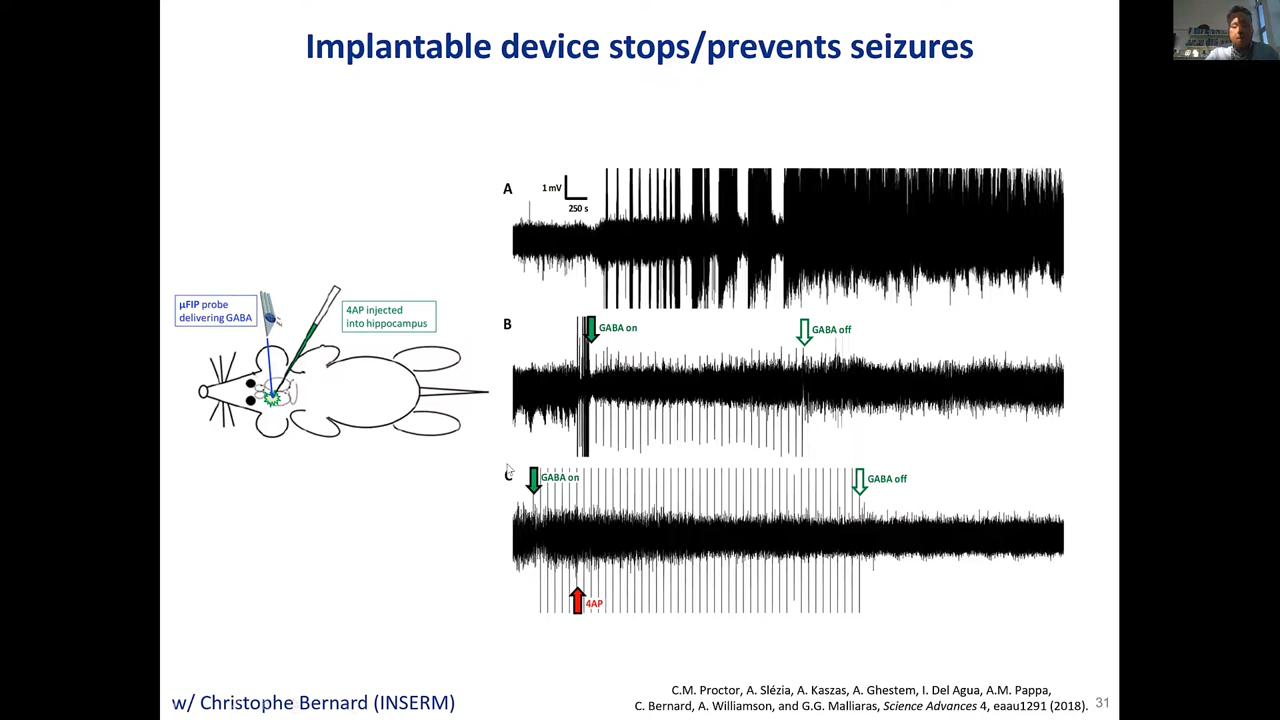 Implantable device stops/prevents seizures
A
1 mV
250 s
µFIP probe
delivering GABA
4AP injected
into hippocampus
B
GABA on
GABA off
C
GABA on
GABA off
4AP
w/ Christophe Bernard (INSERM)
C.M. Proctor, A. Slézia, A. Kaszas, A. Ghestem, I. Del Agua, A.M. Pappa,
C. Bernard, A. Williamson, and G.G. Malliaras, Science Advances 4, eaau1291 (2018).
31